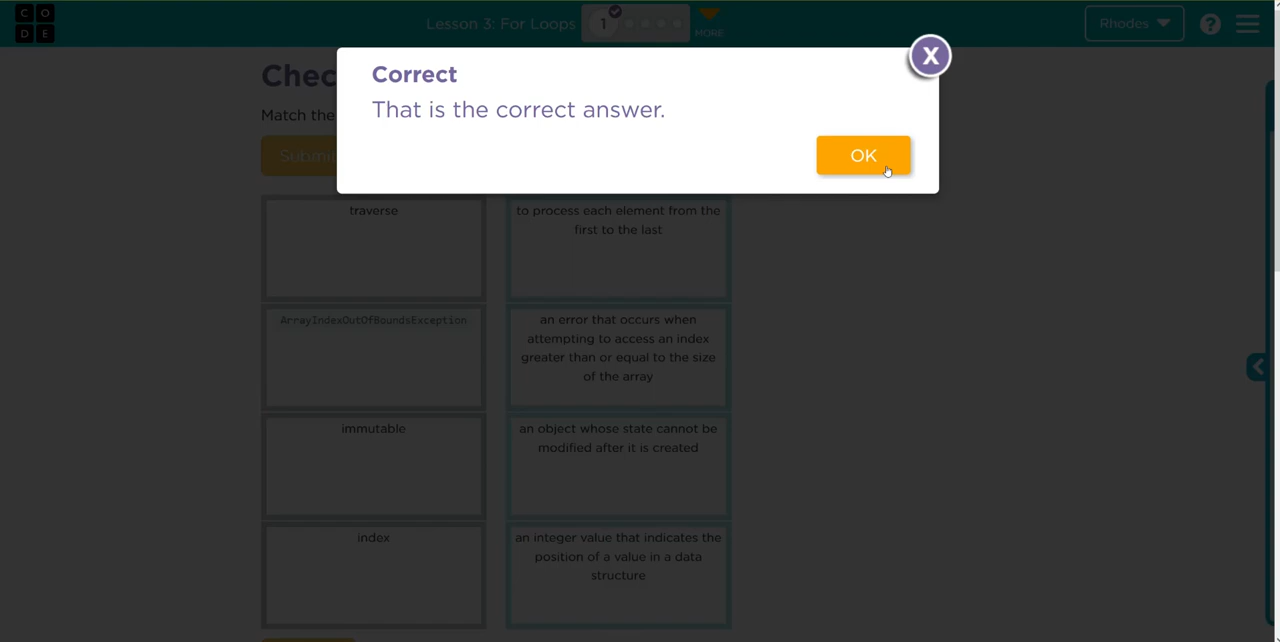 C O
D E
Lesson 3: For Loops
1
MORE
Rhodes
?
X
Correct
That is the correct answer.
OK
Chec
Match the
Submi
traverse
to process each element from the
first to the last
ArrayIndexOutOfBoundsException
an error that occurs when
attempting to access an index
greater than or equal to the size
of the array
immutable
an object whose state cannot be
modified after it is created
index
an integer value that indicates the
position of a value in a data
structure